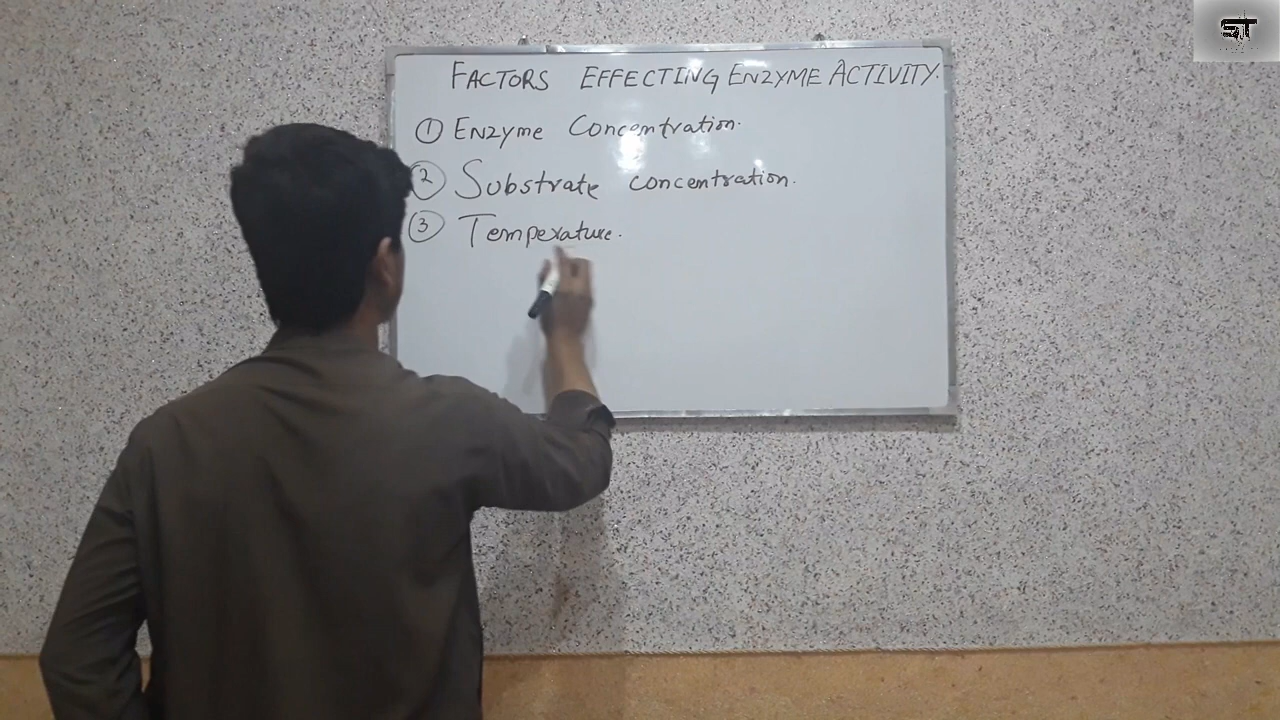 FACTORS EFFECTING ENZYME ACTIVITY.
① Enzyme Concentration.
② Substrate concentration.
③ Temperature.
ST